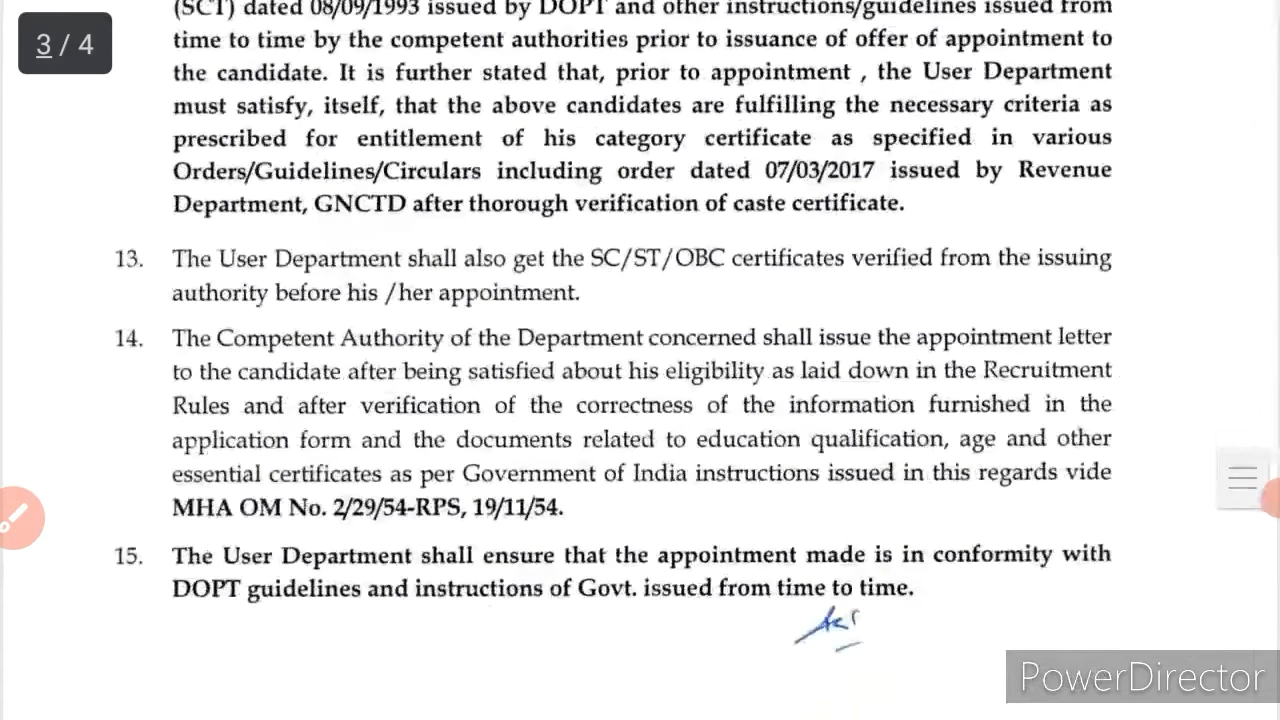 (SCT) dated 08/09/1993 issued by DOPT and other instructions/guidelines issued from
3 / 4
time to time by the competent authorities prior to issuance of offer of appointment to
the candidate. It is further stated that, prior to appointment , the User Department
must satisfy, itself, that the above candidates are fulfilling the necessary criteria as
prescribed for entitlement of his category certificate as specified in various
Orders/Guidelines/Circulars including order dated 07/03/2017 issued by Revenue
Department, GNCTD after thorough verification of caste certificate.
13. The User Department shall also get the SC/ST/OBC certificates verified from the issuing
authority before his /her appointment.
14. The Competent Authority of the Department concerned shall issue the appointment letter
to the candidate after being satisfied about his eligibility as laid down in the Recruitment
Rules and after verification of the correctness of the information furnished in the
application form and the documents related to education qualification, age and other
essential certificates as per Government of India instructions issued in this regards vide
MHA OM No. 2/29/54-RPS, 19/11/54.
15. The User Department shall ensure that the appointment made is in conformity with
DOPT guidelines and instructions of Govt. issued from time to time.
PowerDirector